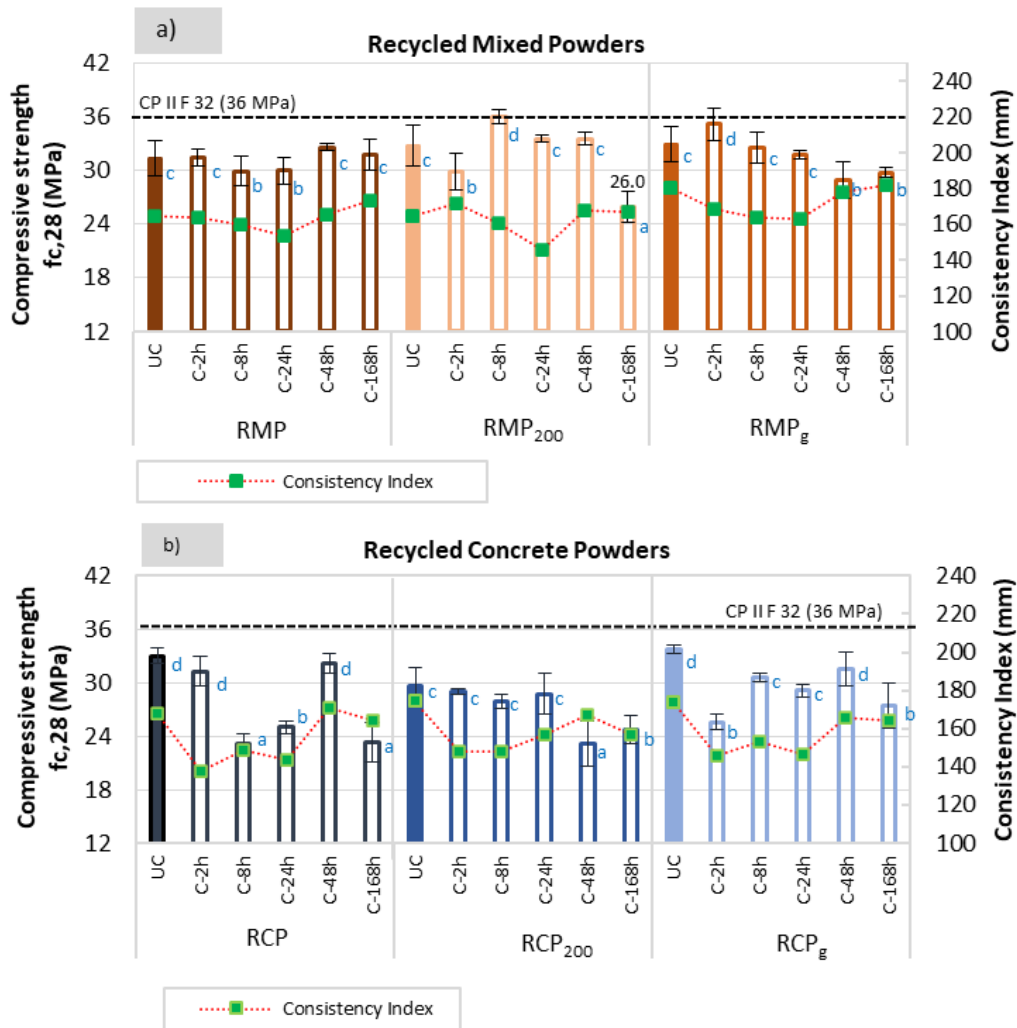 a)
Recycled Mixed Powders
Compressive strength
fc,28 (MPa)
42
36
30
24
18
12
CP II F 32 (36 MPa)
c
c
b
b
c
c
c
b
d
c
c
26.0
a
c
d
c
c
b
b
240
220
200
180
160
140
120
100
Consistency Index (mm)
UC
C-2h
C-8h
C-24h
C-48h
C-168h
UC
C-2h
C-8h
C-24h
C-48h
C-168h
UC
C-2h
C-8h
C-24h
C-48h
C-168h
RMP
RMP200
RMPg
Consistency Index
b)
Recycled Concrete Powders
Compressive strength
fc,28 (MPa)
42
36
30
24
18
12
CP II F 32 (36 MPa)
d
d
a
b
d
a
c
c
c
c
a
b
d
b
c
c
d
b
240
220
200
180
160
140
120
100
Consistency Index (mm)
UC
C-2h
C-8h
C-24h
C-48h
C-168h
UC
C-2h
C-8h
C-24h
C-48h
C-168h
UC
C-2h
C-8h
C-24h
C-48h
C-168h
RCP
RCP200
RCPg
Consistency Index